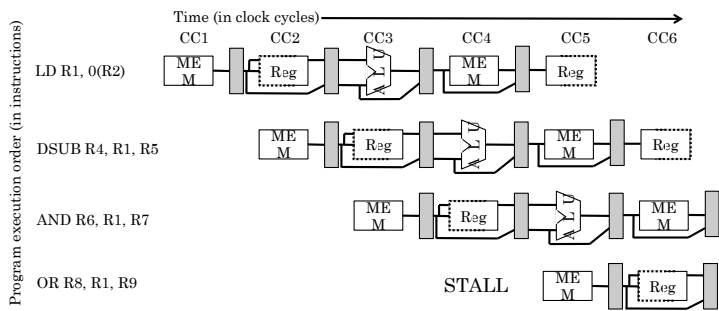 Time (in clock cycles)
CC1 CC2 CC3 CC4 CC5 CC6
Program execution order (in instructions)
LD R1, 0(R2)
ME
M
Reg
ALU
ME
M
Reg
DSUB R4, R1, R5
ME
M
Reg
ALU
ME
M
Reg
AND R6, R1, R7
ME
M
Reg
ALU
ME
M
OR R8, R1, R9
STALL
ME
M
Reg